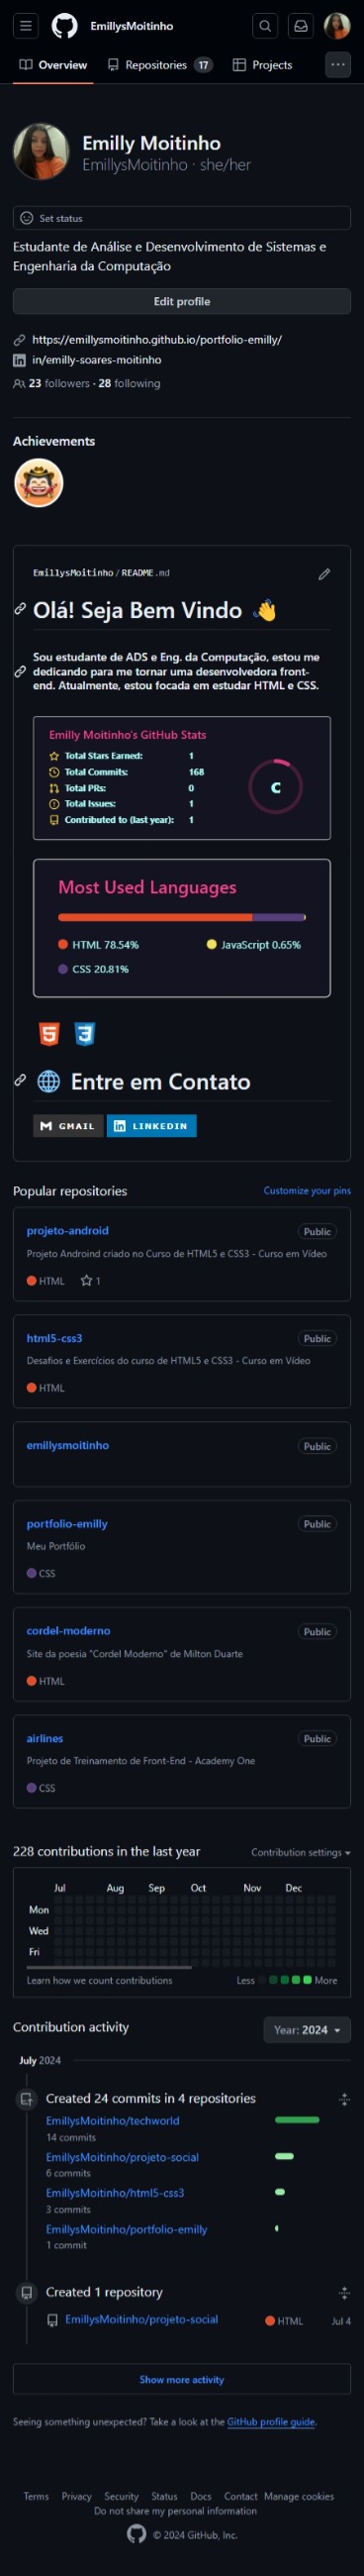 EmillysMoitinho
Overview
Repositories 17
Projects
Emilly Moitinho
EmillysMoitinho · she/her
Set status
Estudante de Análise e Desenvolvimento de Sistemas e
Engenharia da Computação
Edit profile
https://emillysmoitinho.github.io/portfolio-emilly/
in/emilly-soares-moitinho
23 followers · 28 following
Achievements
EmillysMoitinho/README.md
Olá! Seja Bem Vindo 👋
Sou estudante de ADS e Eng. da Computação, estou me
dedicando para me tornar uma desenvolvedora front-
end. Atualmente, estou focada em estudar HTML e CSS.
Emilly Moitinho's GitHub Stats
Total Stars Earned: 1
Total Commits: 168
Total PRs: 0
Total Issues: 1
Contributed to (last year): 1
C
Most Used Languages
HTML 78.54%
JavaScript 0.65%
CSS 20.81%
5 3
🌐 Entre em Contato
GMAIL
LINKEDIN
Popular repositories
Customize your pins
projeto-android
Public
Projeto Androind criado no Curso de HTML5 e CSS3 - Curso em Vídeo
HTML 1
html5-css3
Public
Desafios e Exercícios do curso de HTML5 e CSS3 - Curso em Vídeo
HTML
emillysmoitinho
Public
portfolio-emilly
Public
Meu Portfólio
CSS
cordel-moderno
Public
Site da poesia "Cordel Moderno" de Milton Duarte
HTML
airlines
Public
Projeto de Treinamento de Front-End - Academy One
CSS
228 contributions in the last year
Contribution settings
Jul Aug Sep Oct Nov Dec
Mon
Wed
Fri
Learn how we count contributions
Less More
Contribution activity
Year: 2024
July 2024
Created 24 commits in 4 repositories
EmillysMoitinho/techworld
14 commits
EmillysMoitinho/projeto-social
6 commits
EmillysMoitinho/html5-css3
3 commits
EmillysMoitinho/portfolio-emilly
1 commit
Created 1 repository
EmillysMoitinho/projeto-social
HTML Jul 4
Show more activity
Seeing something unexpected? Take a look at the GitHub profile guide.
Terms Privacy Security Status Docs Contact Manage cookies
Do not share my personal information
© 2024 GitHub, Inc.